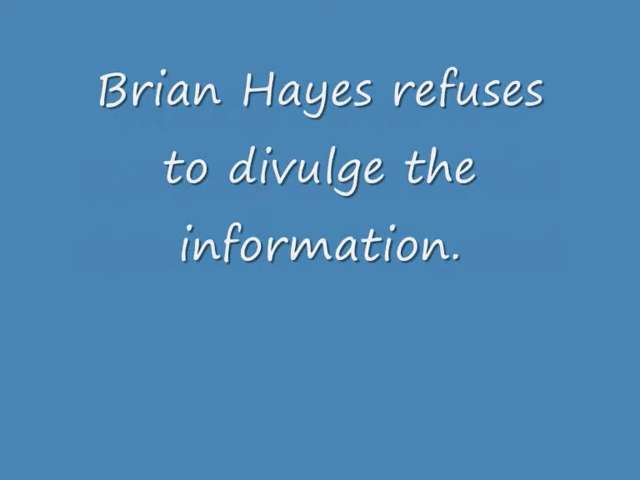 Brian Hayes refuses
to divulge the
information.